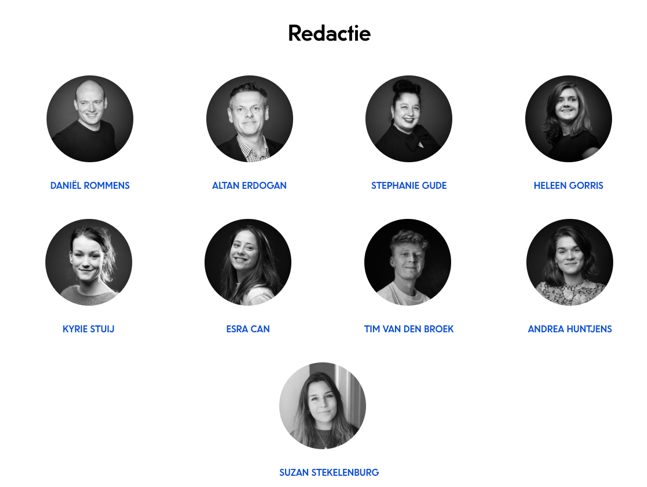 Redactie
DANIËL ROMMENS
ALTAN ERDOGAN
STEPHANIE GUDE
HELEEN GORRIS
KYRIE STUIJ
ESRA CAN
TIM VAN DEN BROEK
ANDREA HUNTJENS
SUZAN STEKELENBURG